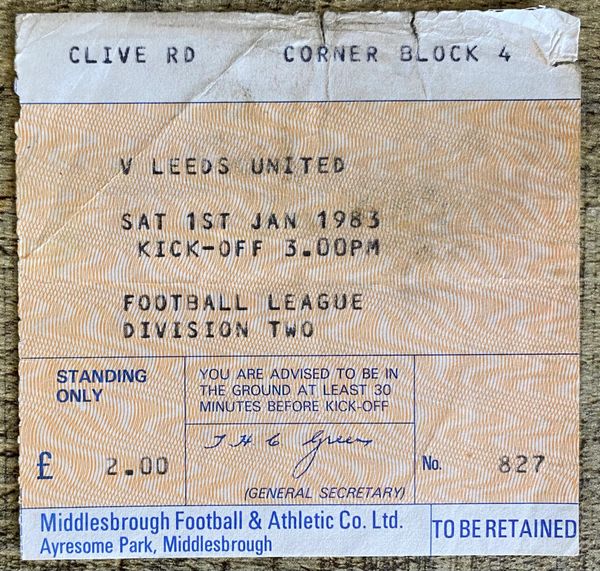 CLIVE RD CORNER BLOCK 4
V LEEDS UNITED
SAT 1ST JAN 1983
KICK-OFF 3.00PM
FOOTBALL LEAGUE
DIVISION TWO
STANDING
ONLY
£ 2.00
YOU ARE ADVISED TO BE IN
THE GROUND AT LEAST 30
MINUTES BEFORE KICK-OFF
T H C Green
(GENERAL SECRETARY)
No. 827
Middlesbrough Football & Athletic Co. Ltd.
Ayresome Park, Middlesbrough
TO BE RETAINED